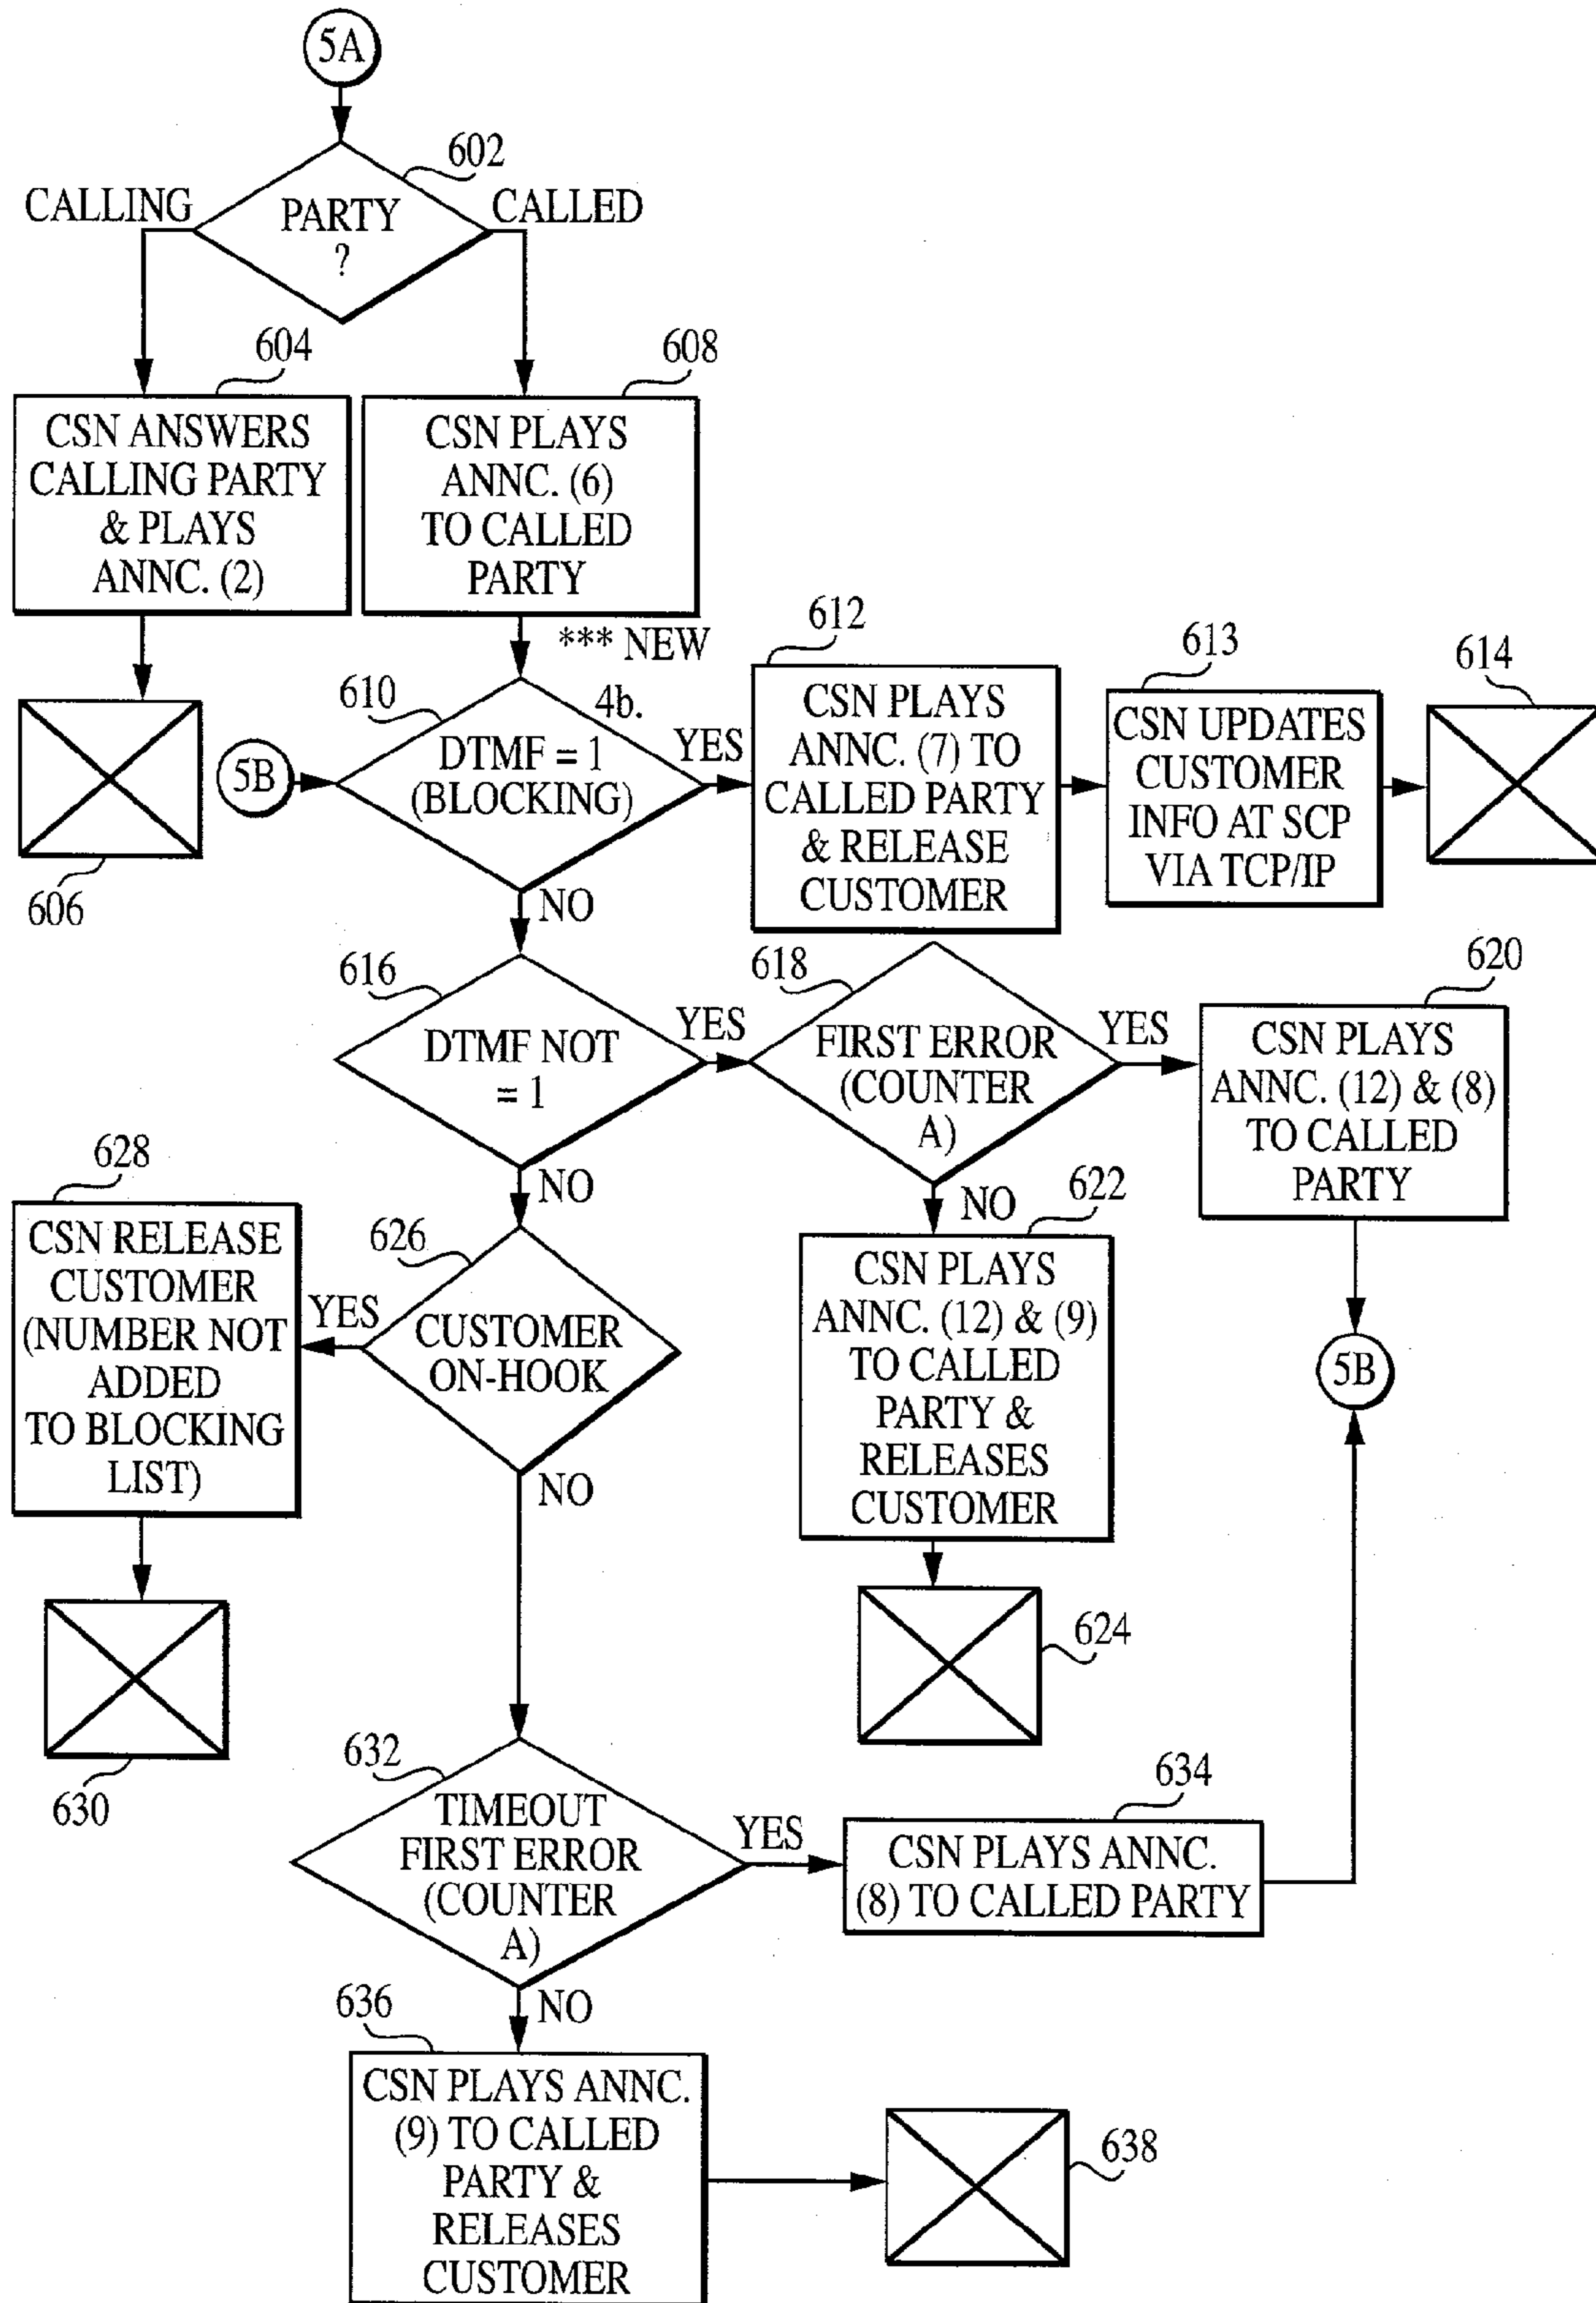 5A
602
CALLING
PARTY
?
CALLED
604
608
CSN ANSWERS
CALLING PARTY
& PLAYS
ANNC. (2)
CSN PLAYS
ANNC. (6)
TO CALLED
PARTY
*** NEW
606
5B
610
4b.
DTMF = 1
(BLOCKING)
YES
NO
612
CSN PLAYS
ANNC. (7) TO
CALLED PARTY
& RELEASE
CUSTOMER
613
CSN UPDATES
CUSTOMER
INFO AT SCP
VIA TCP/IP
614
616
DTMF NOT
= 1
YES
NO
618
FIRST ERROR
(COUNTER
A)
YES
NO
620
CSN PLAYS
ANNC. (12) & (8)
TO CALLED
PARTY
5B
622
CSN PLAYS
ANNC. (12) & (9)
TO CALLED
PARTY &
RELEASES
CUSTOMER
624
626
CUSTOMER
ON-HOOK
YES
NO
628
CSN RELEASE
CUSTOMER
(NUMBER NOT
ADDED
TO BLOCKING
LIST)
630
632
TIMEOUT
FIRST ERROR
(COUNTER
A)
YES
NO
634
CSN PLAYS ANNC.
(8) TO CALLED PARTY
636
CSN PLAYS ANNC.
(9) TO CALLED
PARTY &
RELEASES
CUSTOMER
638